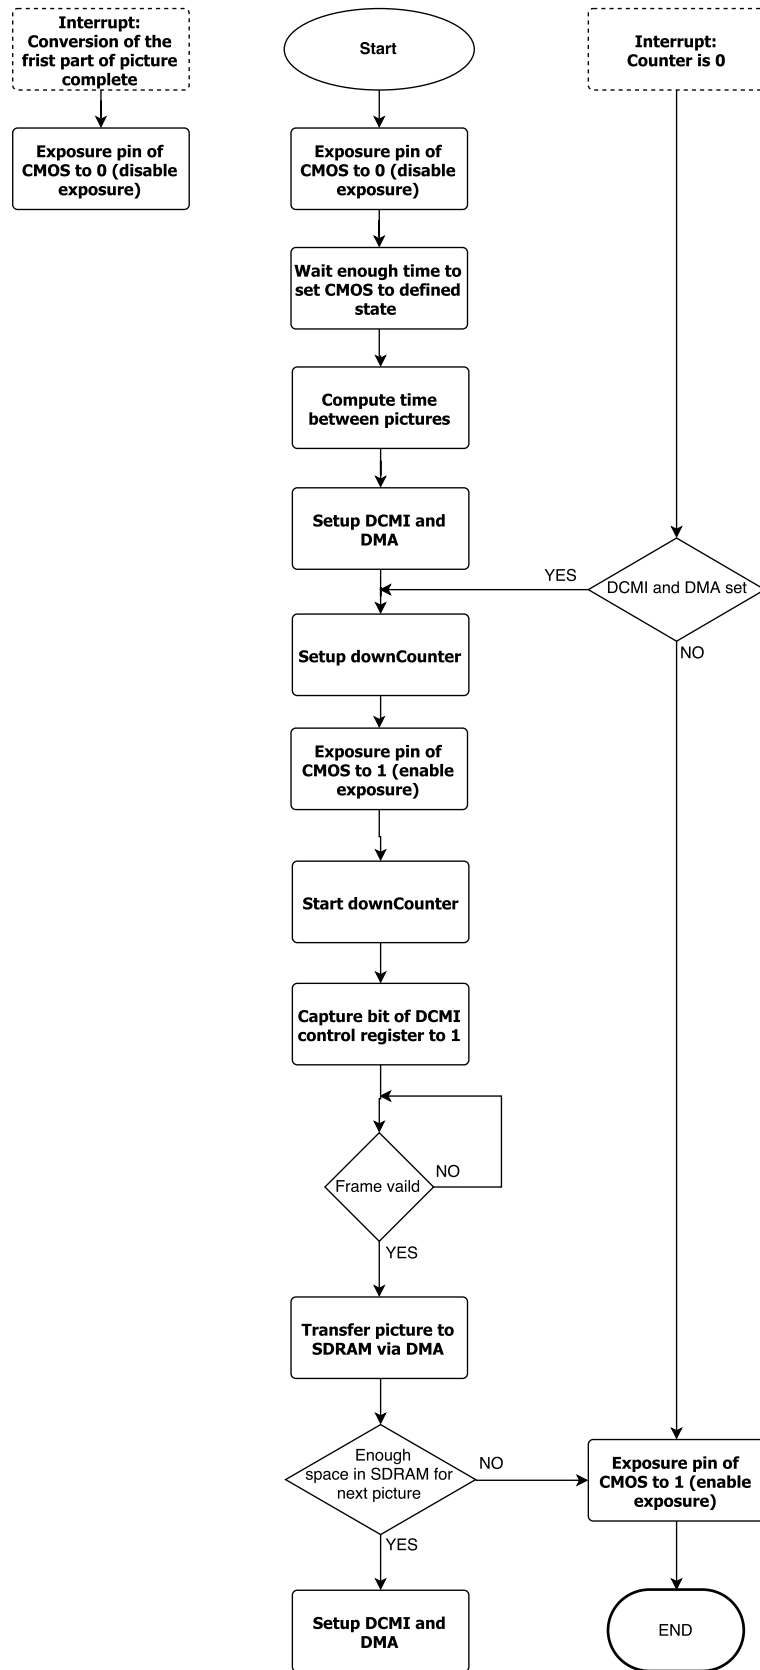 Interrupt:
Conversion of the
frist part of picture
complete
Exposure pin of
CMOS to 0 (disable
exposure)
Start
Exposure pin of
CMOS to 0 (disable
exposure)
Wait enough time to
set CMOS to defined
state
Compute time
between pictures
Setup DCMI and
DMA
Setup downCounter
Exposure pin of
CMOS to 1 (enable
exposure)
Start downCounter
Capture bit of DCMI
control register to 1
Frame vaild
NO
YES
Transfer picture to
SDRAM via DMA
Enough
space in SDRAM for
next picture
NO
YES
Setup DCMI and
DMA
Interrupt:
Counter is 0
DCMI and DMA set
YES
NO
Exposure pin of
CMOS to 1 (enable
exposure)
END